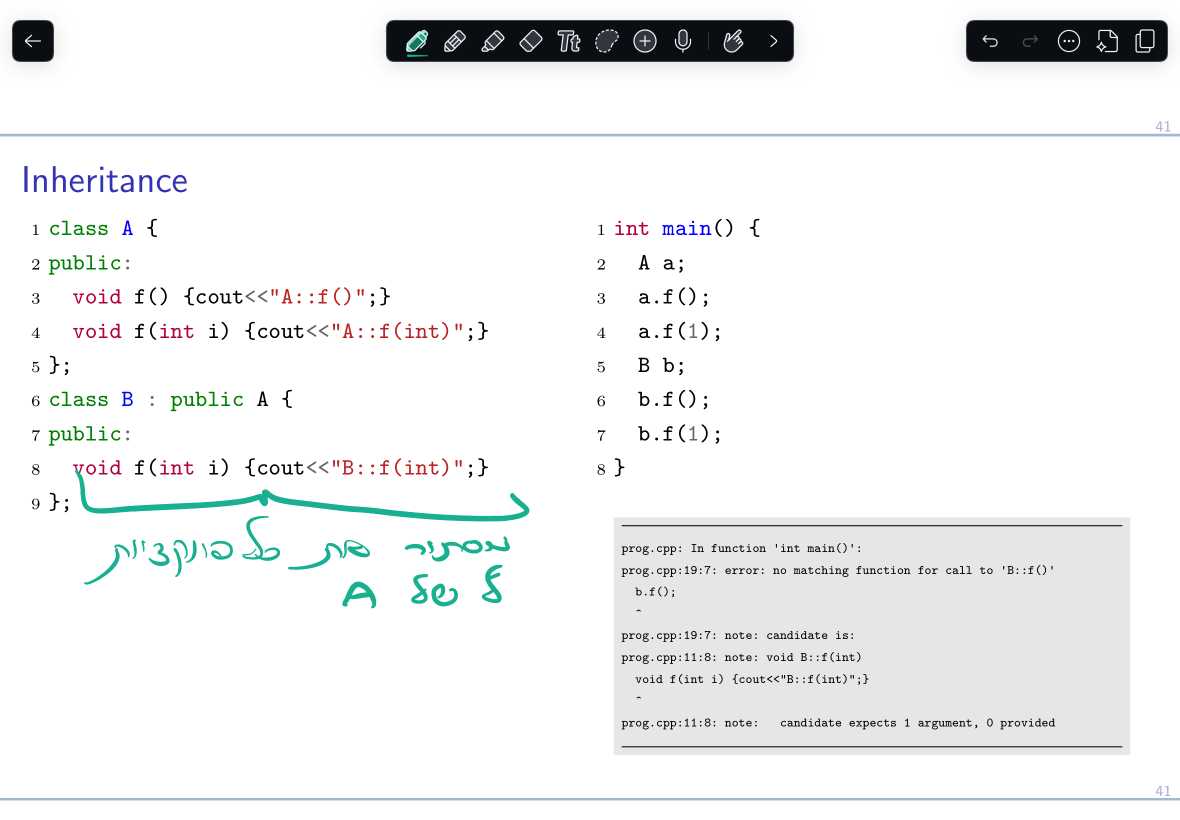 41
Inheritance
1 class A {
2 public:
3 void f() {cout<<"A::f()";}
4 void f(int i) {cout<<"A::f(int)";}
5 };
6 class B : public A {
7 public:
8 void f(int i) {cout<<"B::f(int)";}
9 };
מסתיר את כל פונקציות
f של A
1 int main() {
2 A a;
3 a.f();
4 a.f(1);
5 B b;
6 b.f();
7 b.f(1);
8 }
prog.cpp: In function 'int main()':
prog.cpp:19:7: error: no matching function for call to 'B::f()'
b.f();
^
prog.cpp:19:7: note: candidate is:
prog.cpp:11:8: note: void B::f(int)
void f(int i) {cout<<"B::f(int)";}
^
prog.cpp:11:8: note: candidate expects 1 argument, 0 provided
41